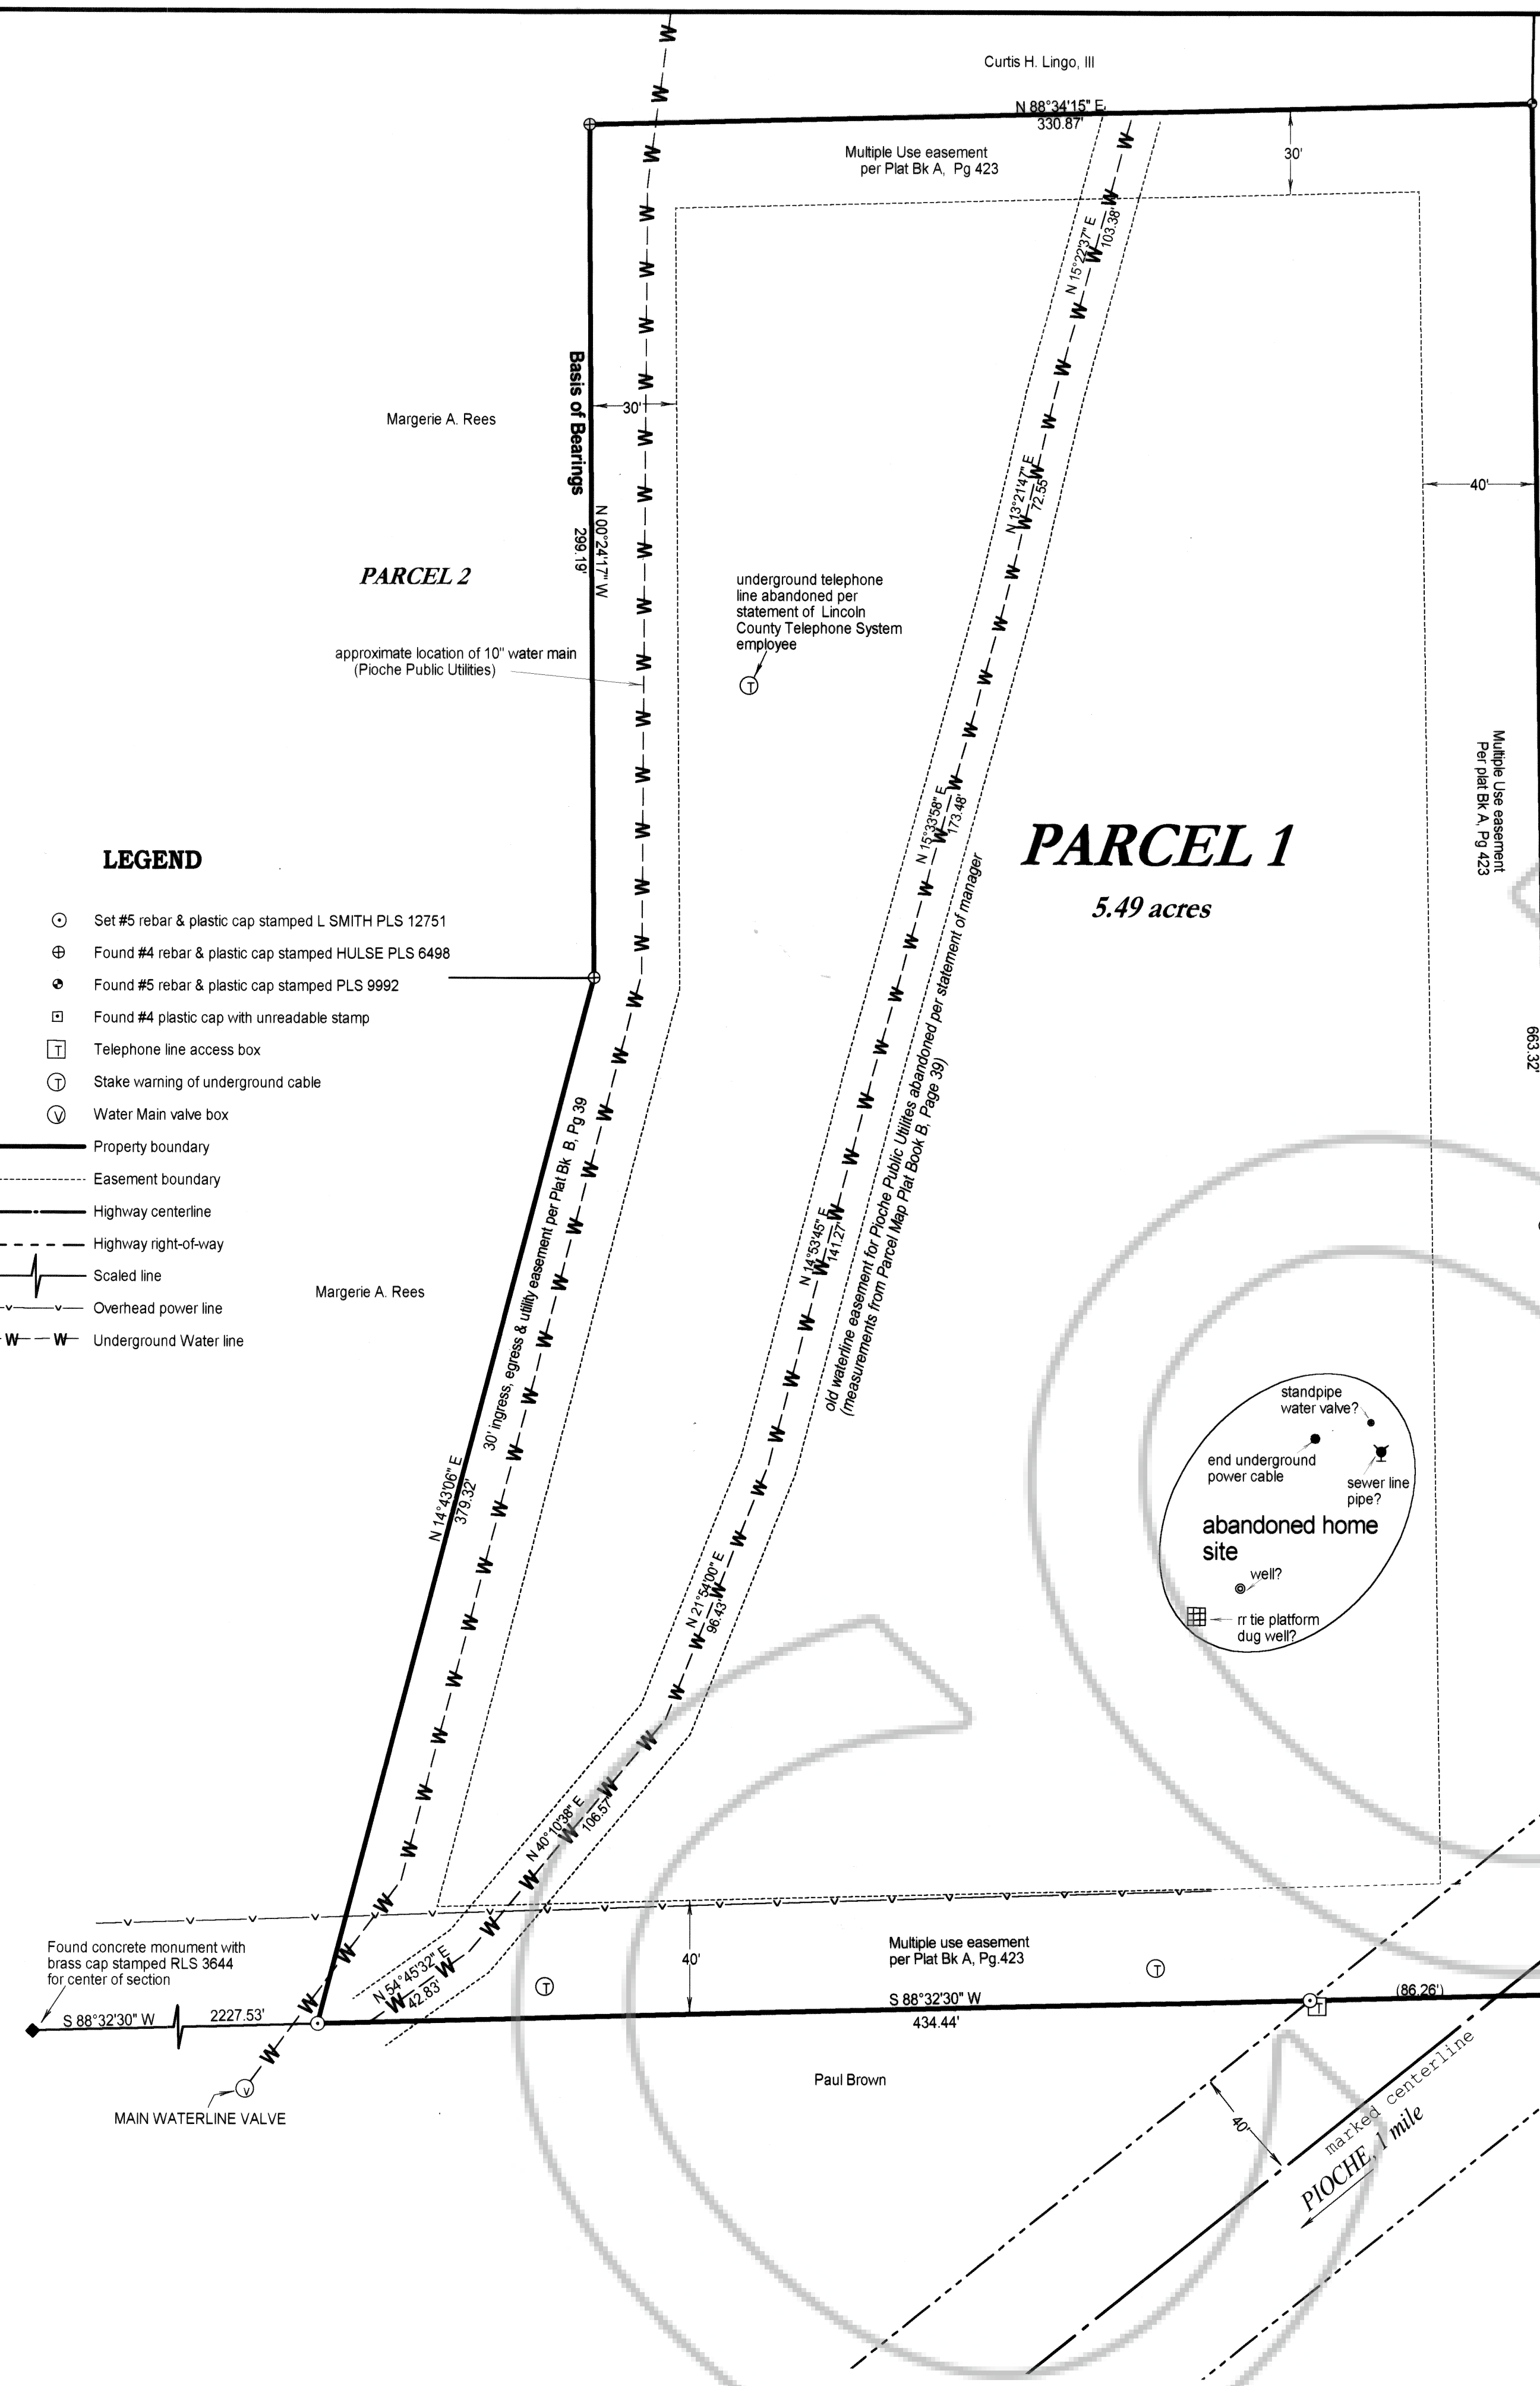 Curtis H. Lingo, III
N 88°34'15" E
330.87'
Multiple Use easement
per Plat Bk A, Pg 423
30'
N 15°22'37" E
103.38'
Basis of Bearings
30'
Margerie A. Rees
40'
N 13°21'47" E
72.55'
N 00°24'17" W
299.19'
PARCEL 2
underground telephone
line abandoned per
statement of Lincoln
County Telephone System
employee
T
approximate location of 10" water main
(Pioche Public Utilities)
Multiple Use easement
Per plat Bk A, Pg 423
N 15°33'58" E
173.48'
PARCEL 1
5.49 acres
663.32'
LEGEND
Set #5 rebar & plastic cap stamped L SMITH PLS 12751
Found #4 rebar & plastic cap stamped HULSE PLS 6498
Found #5 rebar & plastic cap stamped PLS 9992
Found #4 plastic cap with unreadable stamp
T Telephone line access box
T Stake warning of underground cable
V Water Main valve box
Property boundary
Easement boundary
Highway centerline
Highway right-of-way
Scaled line
Overhead power line
W W Underground Water line
30' ingress, egress & utility easement per Plat Bk B, Pg 39
old waterline easement for Pioche Public Utilites abandoned per statement of manager
(measurements from Parcel Map Plat Book B, Page 39)
N 14°53'45" E
141.27'
Margerie A. Rees
N 14°43'06" E
379.32'
standpipe
water valve?
end underground
power cable
sewer line
pipe?
abandoned home
site
well?
rr tie platform
dug well?
N 21°54'00" E
96.43'
N 40°10'38" E
106.57'
Found concrete monument with
brass cap stamped RLS 3644
for center of section
N 54°45'32" E
42.83'
T
40'
Multiple use easement
per Plat Bk A, Pg.423
T
S 88°32'30" W
2227.53'
S 88°32'30" W
434.44'
T
(86.26')
Paul Brown
V
MAIN WATERLINE VALVE
40'
marked centerline
PIOCHE, 1 mile